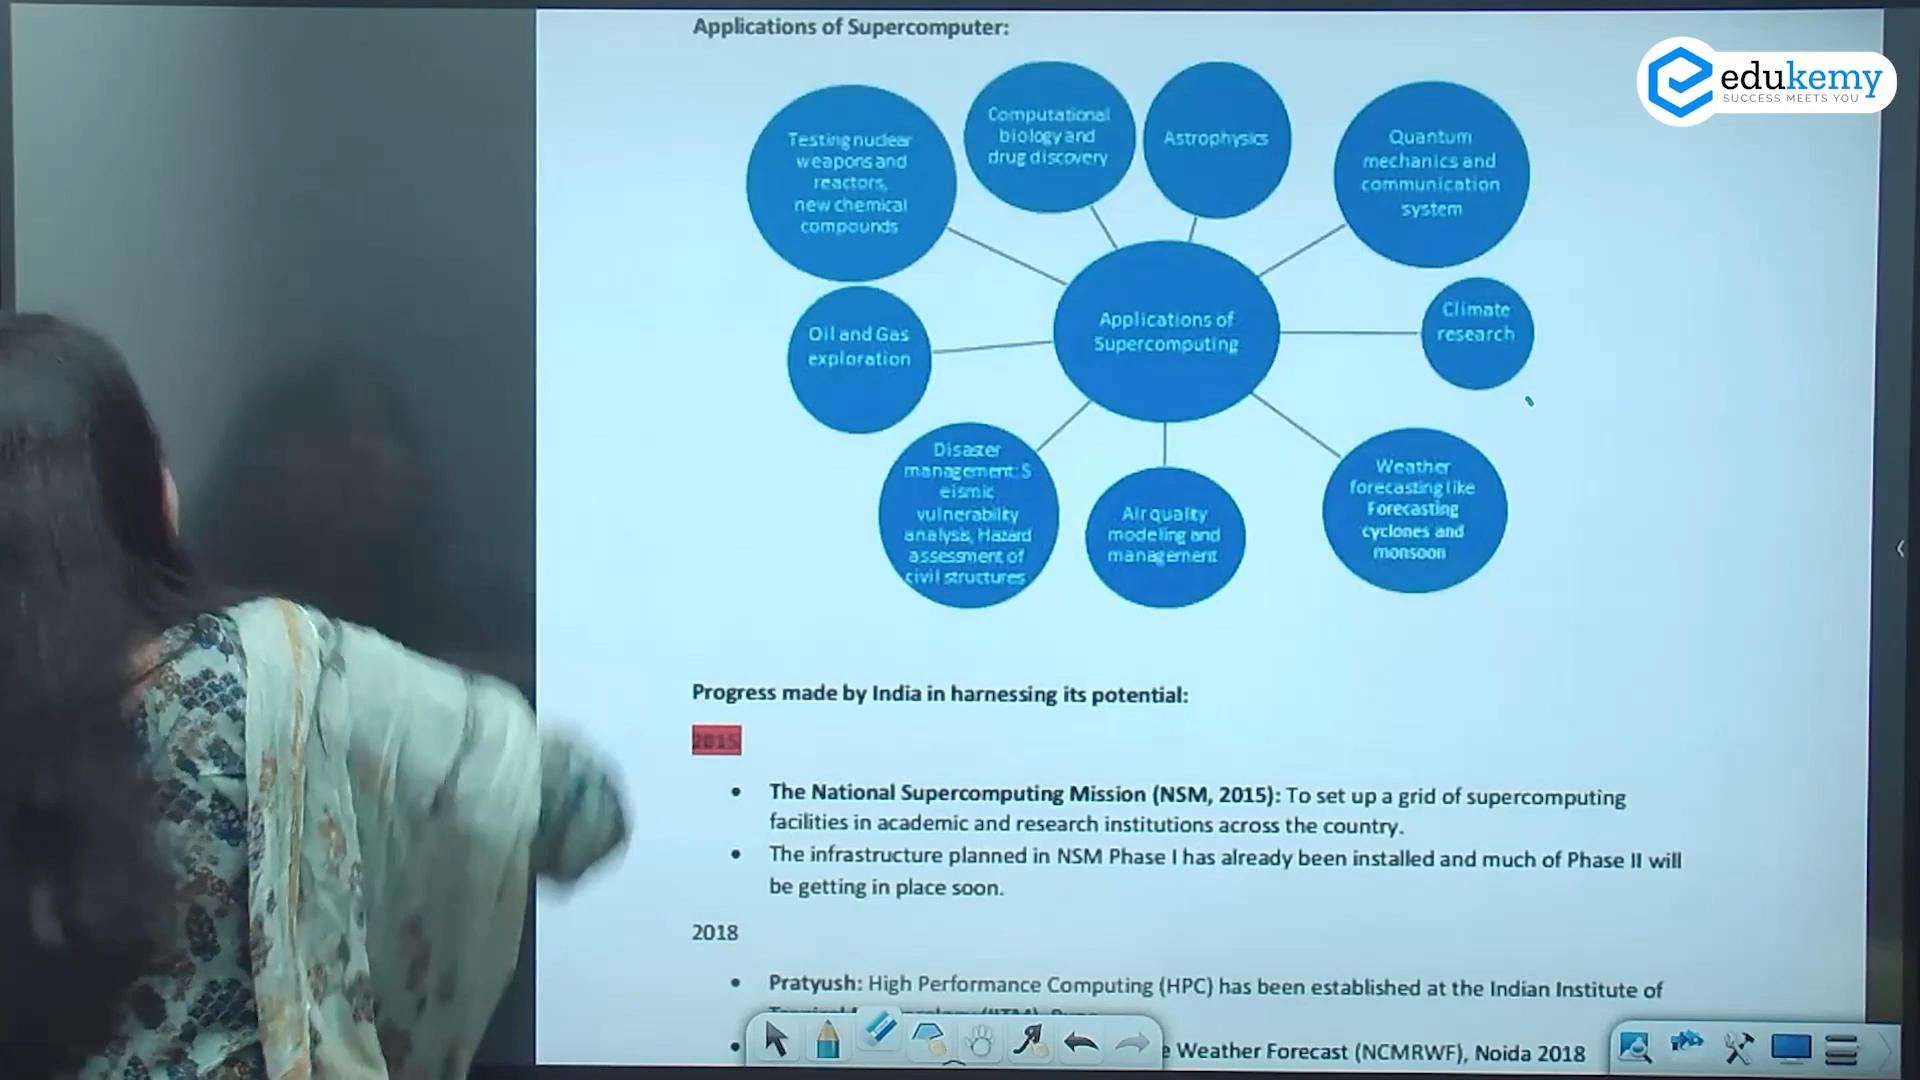 Applications of Supercomputer:
edukemy
SUCCESS MEETS YOU
Testing nuclear
weapons and
reactors,
new chemical
compounds
Computational
biology and
drug discovery
Astrophysics
Quantum
mechanics and
communication
system
Oil and Gas
exploration
Applications of
Supercomputing
Climate
research
Disaster
management: S
eismic
vulnerability
analysis, Hazard
assessment of
civil structures
Air quality
modeling and
management
Weather
forecasting like
Forecasting
cyclones and
monsoon
Progress made by India in harnessing its potential:
2015
• The National Supercomputing Mission (NSM, 2015): To set up a grid of supercomputing
facilities in academic and research institutions across the country.
• The infrastructure planned in NSM Phase I has already been installed and much of Phase II will
be getting in place soon.
2018
• Pratyush: High Performance Computing (HPC) has been established at the Indian Institute of
• Weather Forecast (NCMRWF), Noida 2018